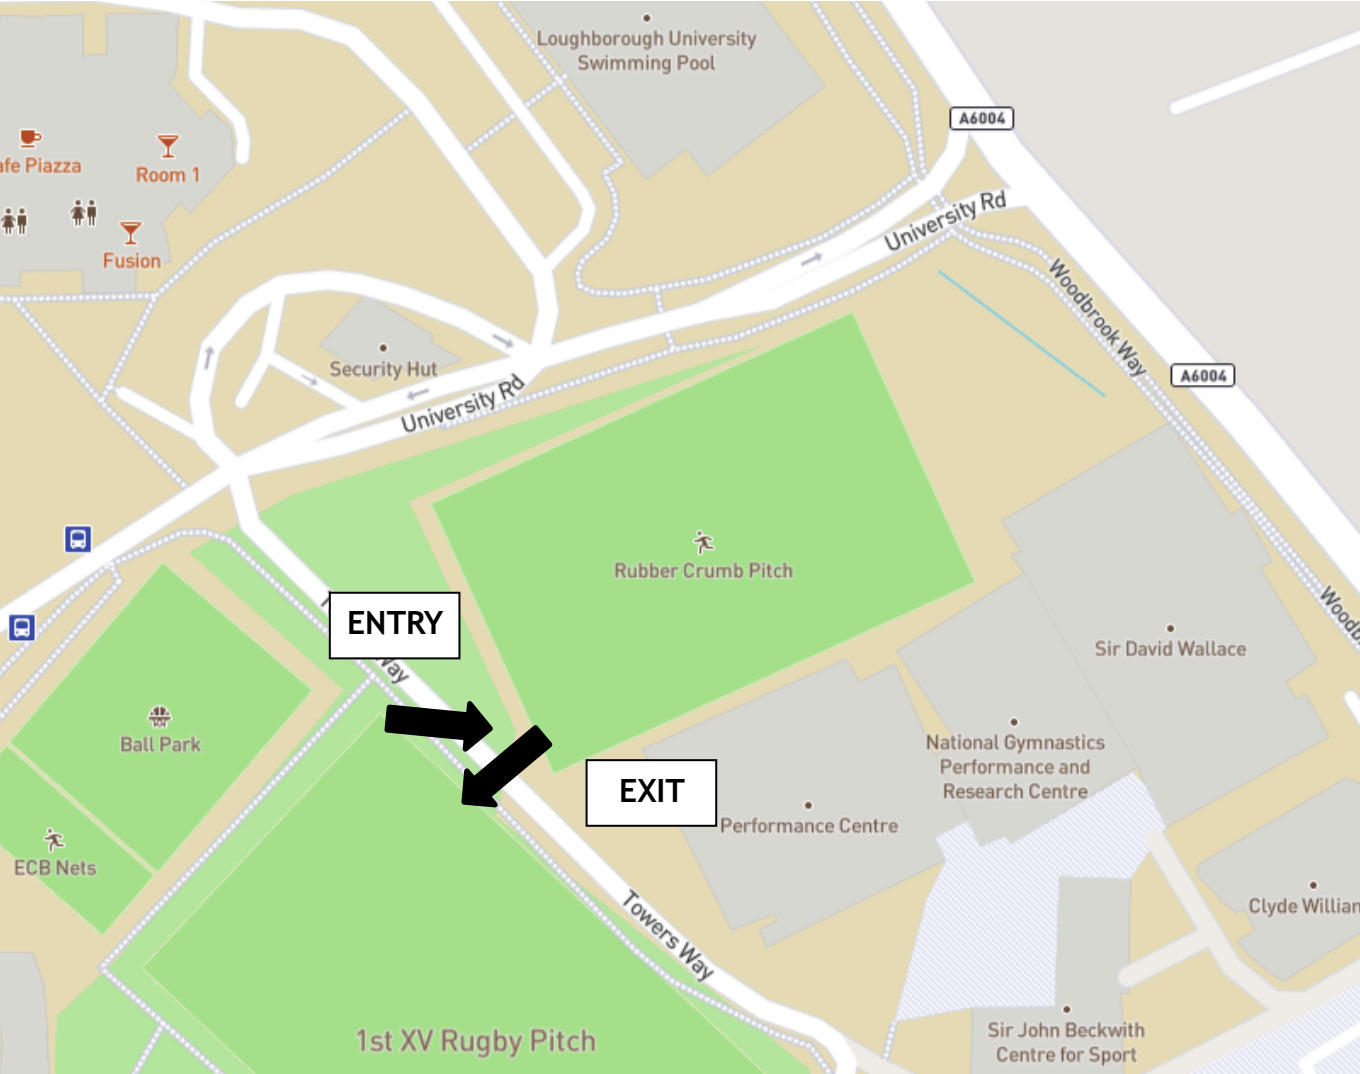 Loughborough University
Swimming Pool
A6004
afe Piazza
Room 1
University Rd
Fusion
Woodbrook Way
Security Hut
A6004
University Rd
Rubber Crumb Pitch
ENTRY
Way
Woodb
Sir David Wallace
Ball Park
National Gymnastics
Performance and
Research Centre
EXIT
Performance Centre
ECB Nets
Towers Way
Clyde William
1st XV Rugby Pitch
Sir John Beckwith
Centre for Sport